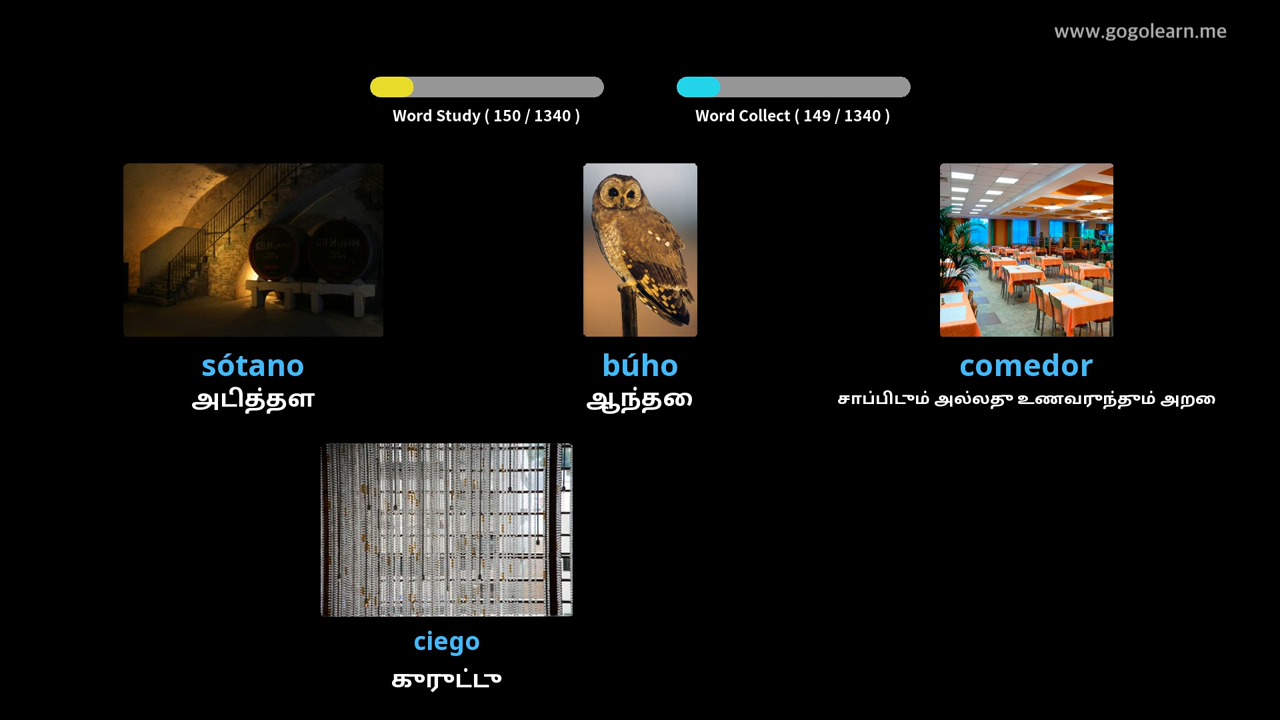 www.gogolearn.me
Word Study ( 150 / 1340 )
Word Collect ( 149 / 1340 )
sótano
அடித்தள
búho
ஆந்தை
comedor
சாப்பிடும் அல்லது உணவருந்தும் அறை
ciego
குருட்டு